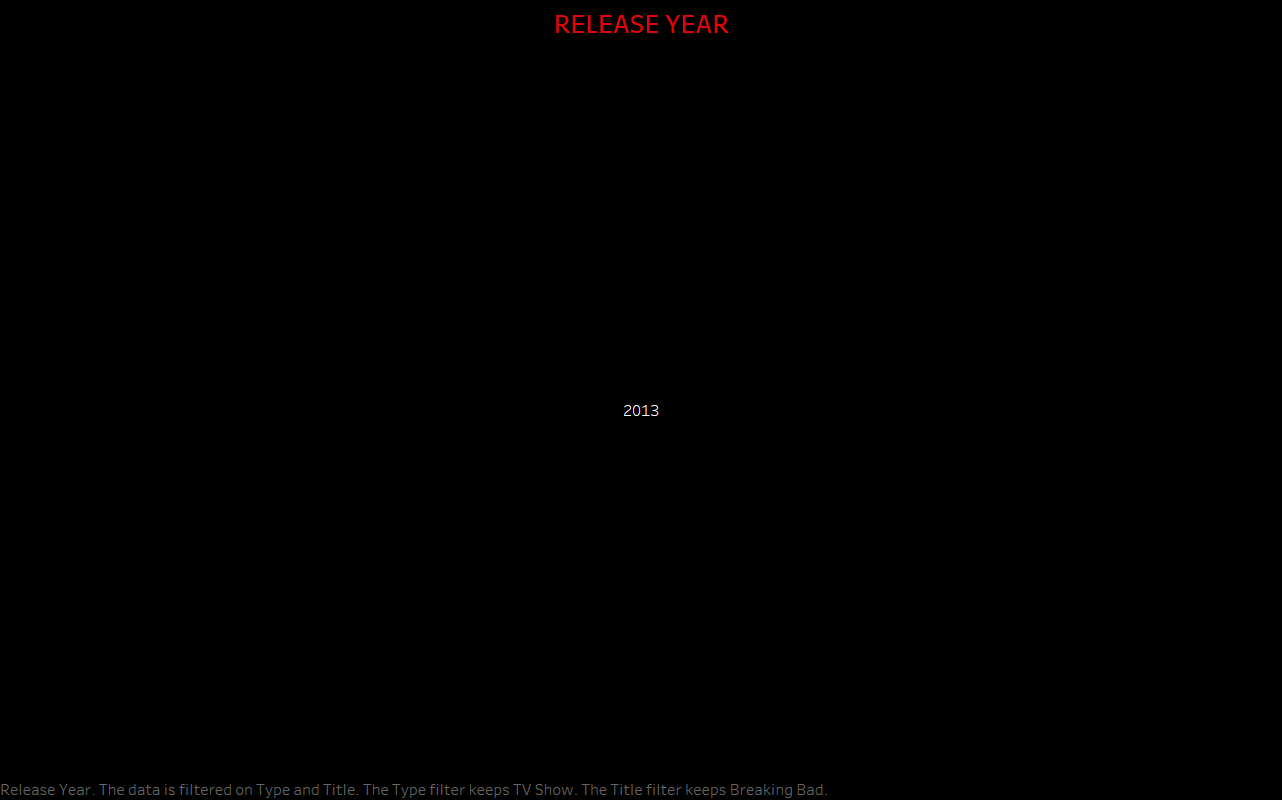 RELEASE YEAR
2013
Release Year. The data is filtered on Type and Title. The Type filter keeps TV Show. The Title filter keeps Breaking Bad.